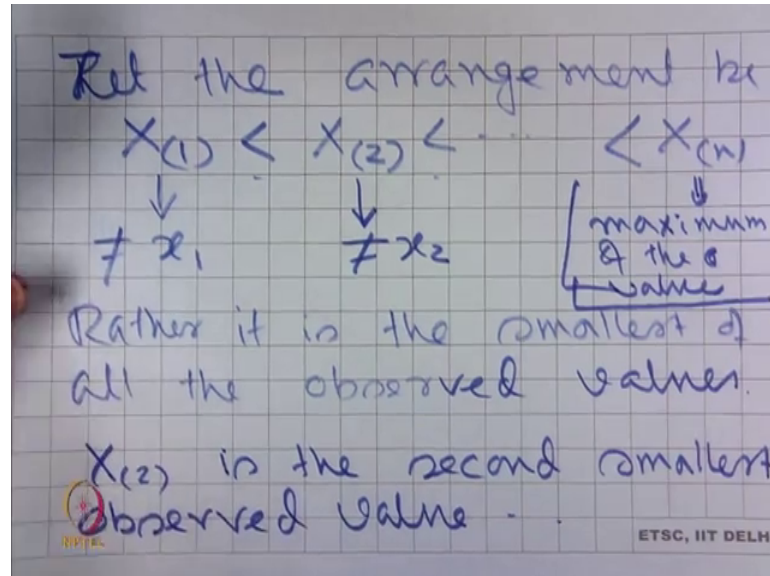 Let the arrangement be
X(1) < X(2) < ... < X(n)
↓ ↓ ⇓
≠ x1 ≠ x2 maximum
of the
value
Rather it is the smallest of
all the observed values.
X(2) is the second smallest
observed value . .
NPTEL
ETSC, IIT DELH